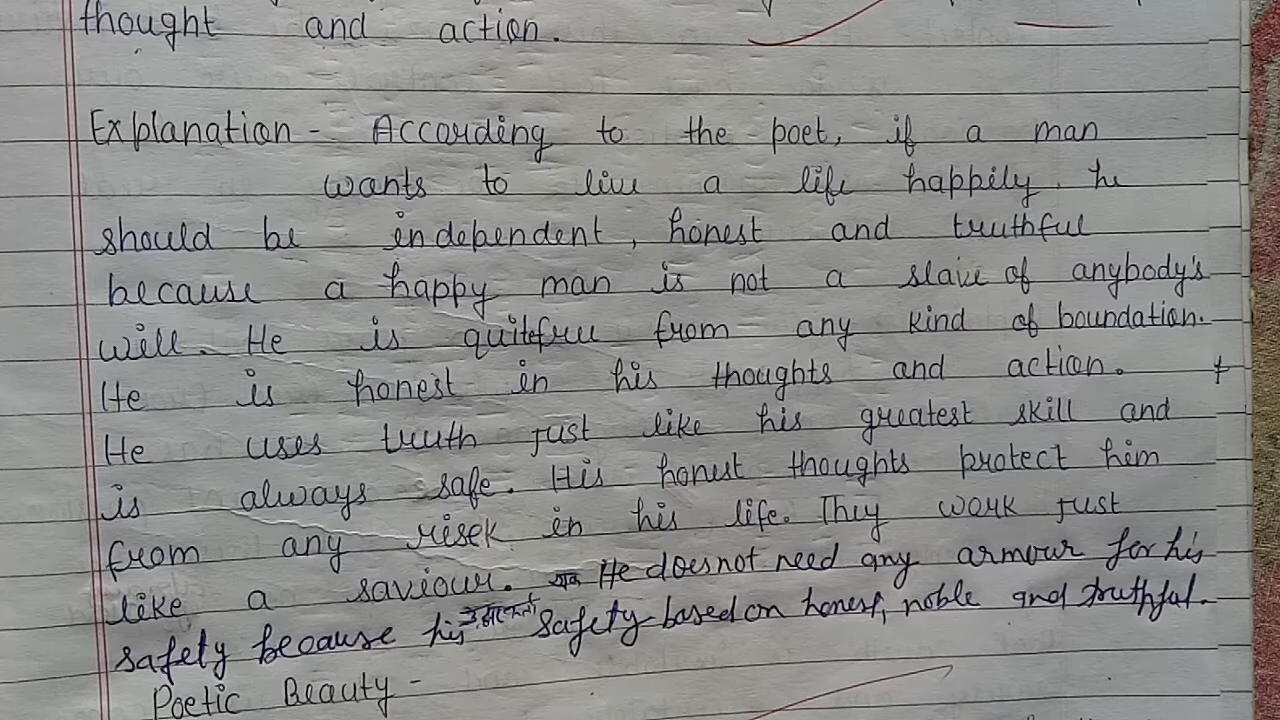 thought and action.
Explanation - According to the poet, if a man
wants to live a life happily he
should be independent, honest and truthful
because a happy man is not a slave of anybody's
will. He is quite free from any kind of boundation.
He is honest in his thoughts and action.
He uses truth just like his greatest skill and
is always safe. His honest thoughts protect him
from any risek in his life. They work just
like a saviour. He does not need any armour for his
safety because his safety based on honest, noble and truthful.
Poetic Beauty -